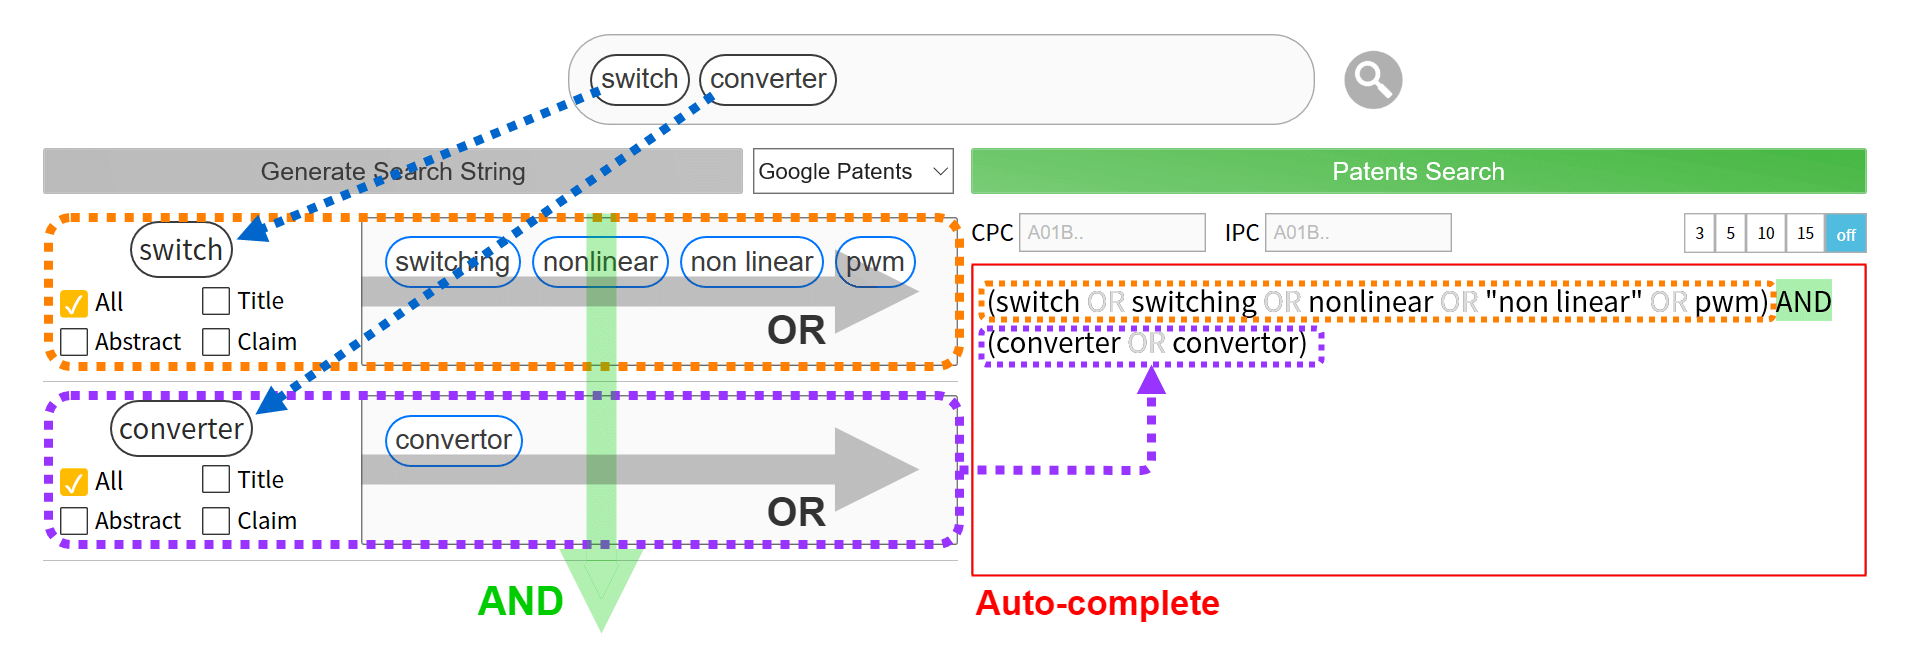 switch converter
Generate Search String
Google Patents
Patents Search
switch
All
Title
Abstract
Claim
switching nonlinear non linear pwm
OR
converter
All
Title
Abstract
Claim
convertor
OR
AND
CPC A01B..
IPC A01B..
3 5 10 15 off
(switch OR switching OR nonlinear OR "non linear" OR pwm) AND
(converter OR convertor)
Auto-complete